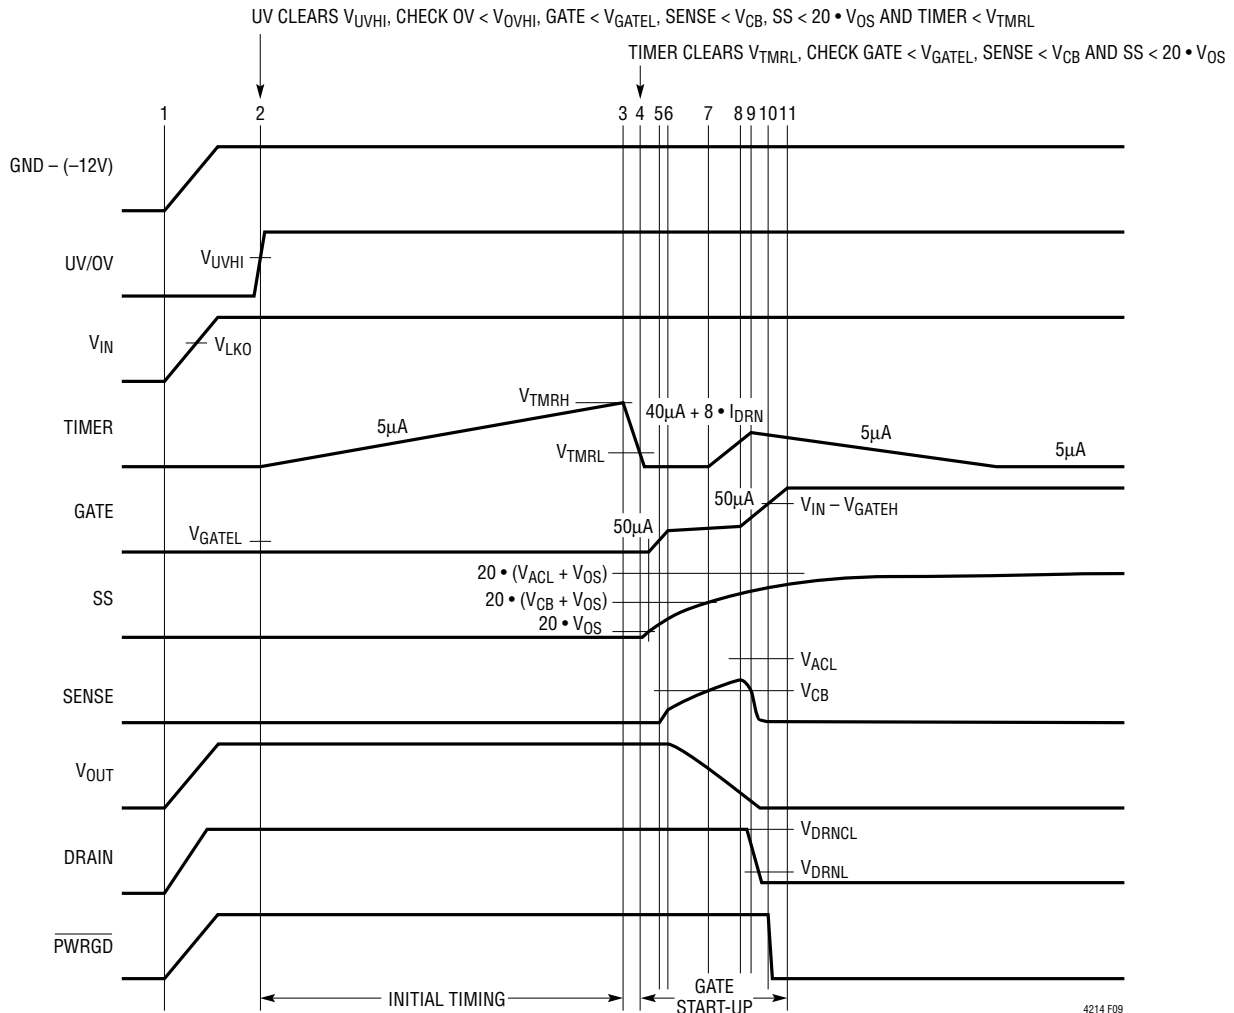 UV CLEARS VUVHI, CHECK OV < VOVHI, GATE < VGATEL, SENSE < VCB, SS < 20 • VOS AND TIMER < VTMRL
TIMER CLEARS VTMRL, CHECK GATE < VGATEL, SENSE < VCB AND SS < 20 • VOS
1 2 3 4 5 6 7 8 9 10 11
GND – (–12V)
UV/OV
VUVHI
VIN
VLKO
TIMER
5µA
VTMRH
VTMRL
40µA + 8 • IDRN
5µA
5µA
GATE
VGATEL
50µA
50µA
VIN – VGATEH
SS
20 • (VACL + VOS)
20 • (VCB + VOS)
20 • VOS
SENSE
VACL
VCB
VOUT
DRAIN
VDRNCL
VDRNL
PWRGD
INITIAL TIMING
GATE
START-UP
4214 F09